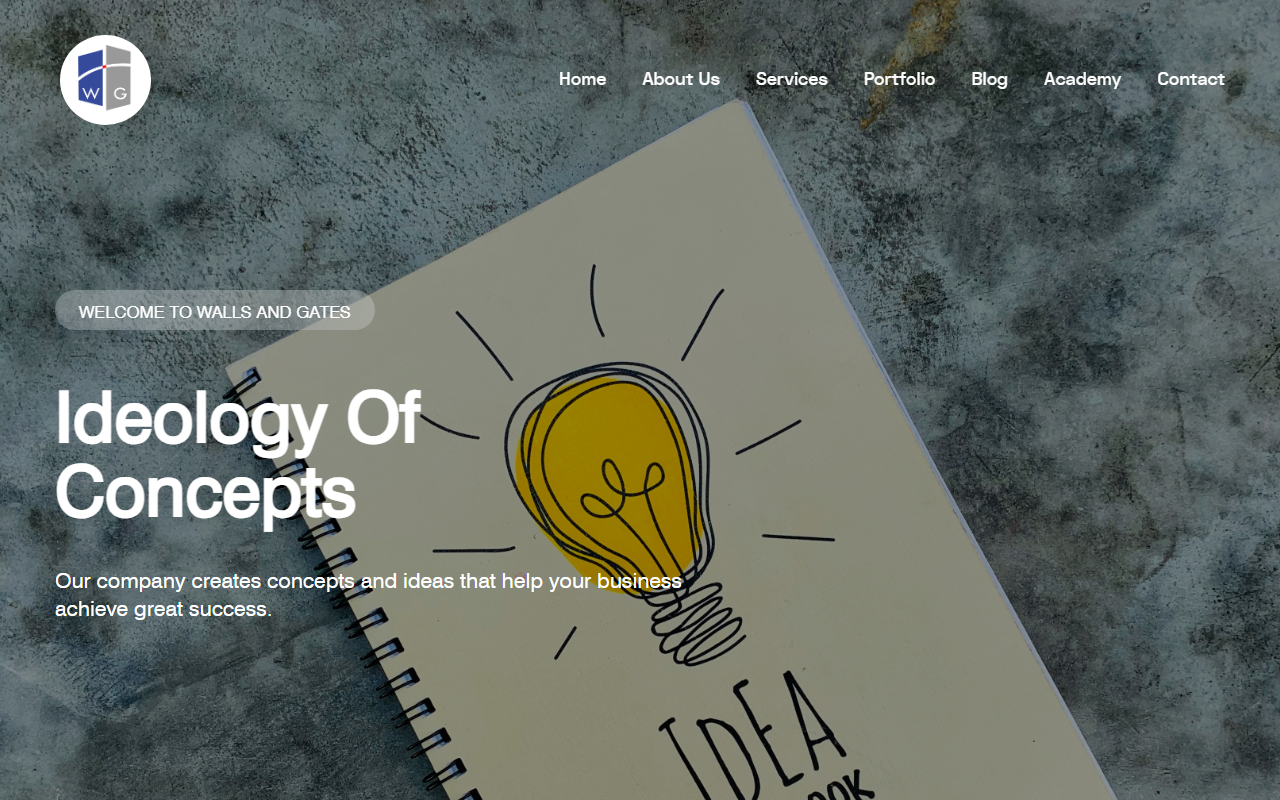 W G
Home About Us Services Portfolio Blog Academy Contact
WELCOME TO WALLS AND GATES
Ideology Of
Concepts
Our company creates concepts and ideas that help your business
achieve great success.
IDEA
OOK